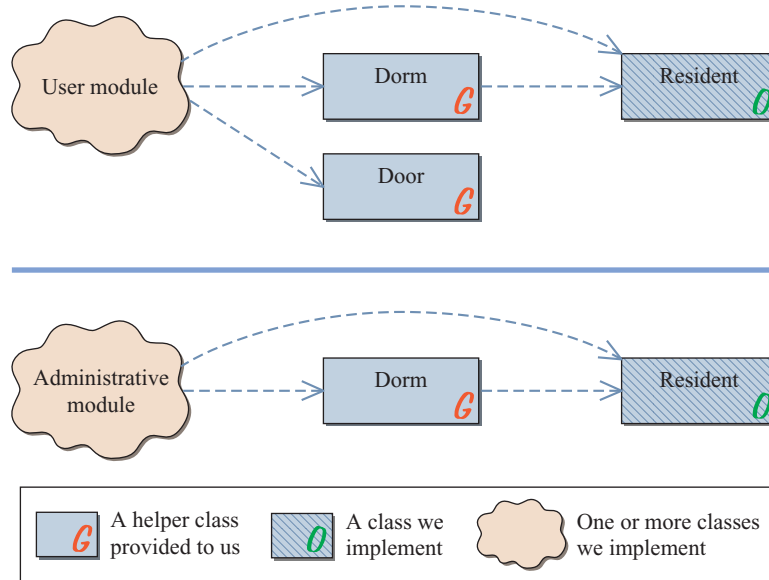 User module
Dorm
G
Resident
O
Door
G
Administrative
module
Dorm
G
Resident
O
G
A helper class
provided to us
O
A class we
implement
One or more classes
we implement